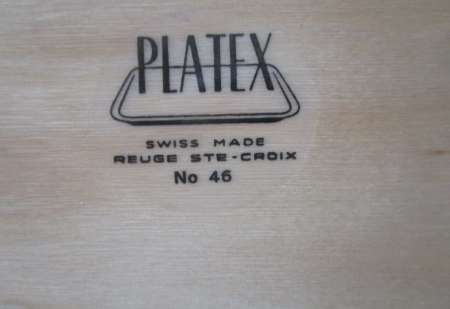 PLATEX
SWISS MADE
REUGE STE-CROIX
No 46